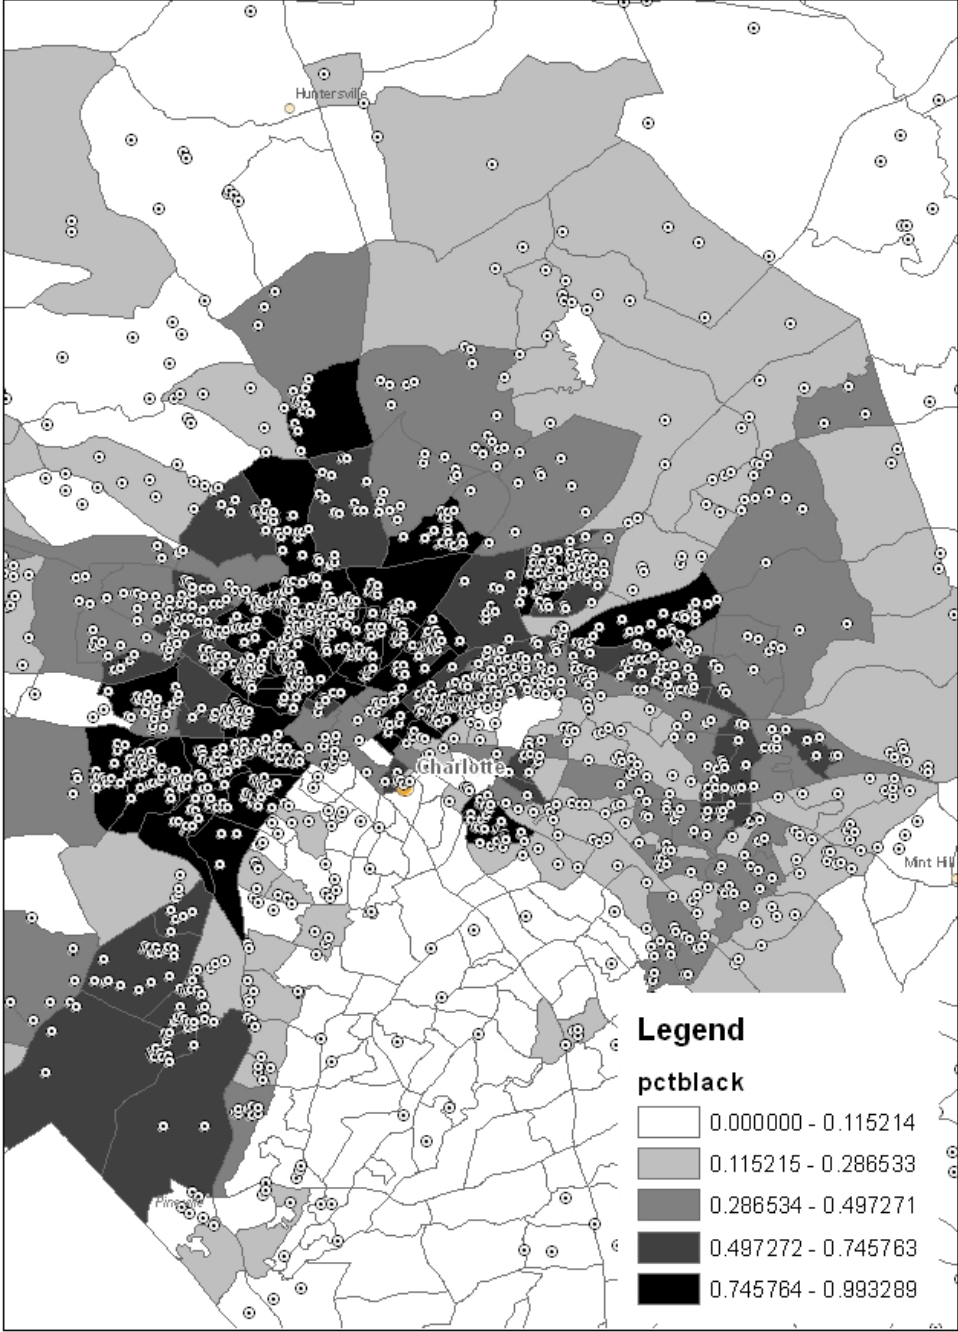 Huntersville
Charlotte
Mint Hill
Pineville
Legend
pctblack
0.000000 - 0.115214
0.115215 - 0.286533
0.286534 - 0.497271
0.497272 - 0.745763
0.745764 - 0.993289